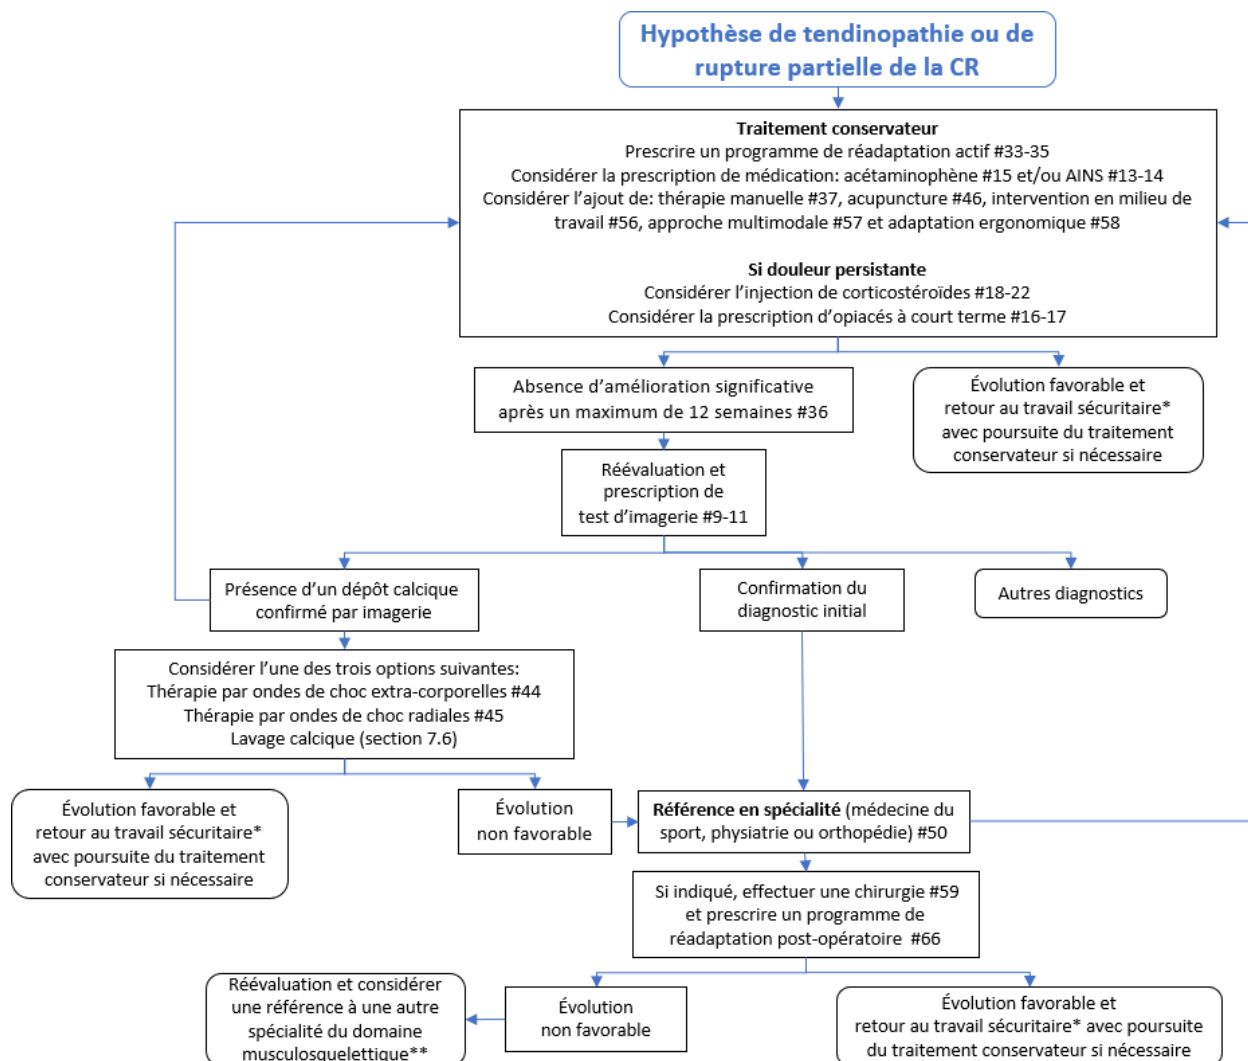 Hypothèse de tendinopathie ou de
rupture partielle de la CR
Traitement conservateur
Prescrire un programme de réadaptation actif #33-35
Considérer la prescription de médication: acétaminophène #15 et/ou AINS #13-14
Considérer l’ajout de: thérapie manuelle #37, acupuncture #46, intervention en milieu de
travail #56, approche multimodale #57 et adaptation ergonomique #58
Si douleur persistante
Considérer l’injection de corticostéroïdes #18-22
Considérer la prescription d’opiacés à court terme #16-17
Absence d’amélioration significative
après un maximum de 12 semaines #36
Évolution favorable et
retour au travail sécuritaire*
avec poursuite du traitement
conservateur si nécessaire
Réévaluation et
prescription de
test d’imagerie #9-11
Présence d’un dépôt calcique
confirmé par imagerie
Confirmation du
diagnostic initial
Autres diagnostics
Considérer l’une des trois options suivantes:
Thérapie par ondes de choc extra-corporelles #44
Thérapie par ondes de choc radiales #45
Lavage calcique (section 7.6)
Évolution favorable et
retour au travail sécuritaire*
avec poursuite du traitement
conservateur si nécessaire
Évolution
non favorable
Référence en spécialité (médecine du
sport, physiatrie ou orthopédie) #50
Si indiqué, effectuer une chirurgie #59
et prescrire un programme de
réadaptation post-opératoire #66
Réévaluation et considérer
une référence à une autre
spécialité du domaine
musculosquelettique**
Évolution
non favorable
Évolution favorable et
retour au travail sécuritaire* avec poursuite
du traitement conservateur si nécessaire